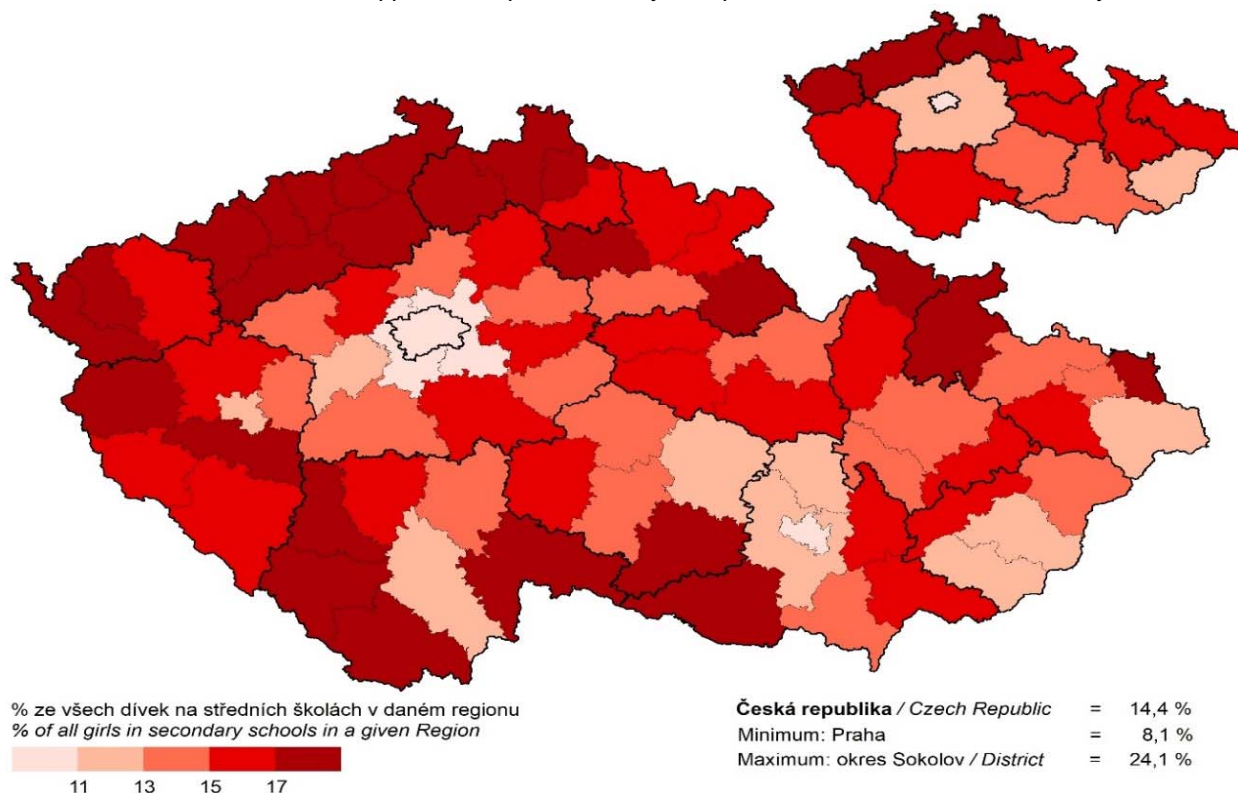 % ze všech dívek na středních školách v daném regionu
% of all girls in secondary schools in a given Region
11 13 15 17
Česká republika / Czech Republic = 14,4 %
Minimum: Praha = 8,1 %
Maximum: okres Sokolov / District = 24,1 %